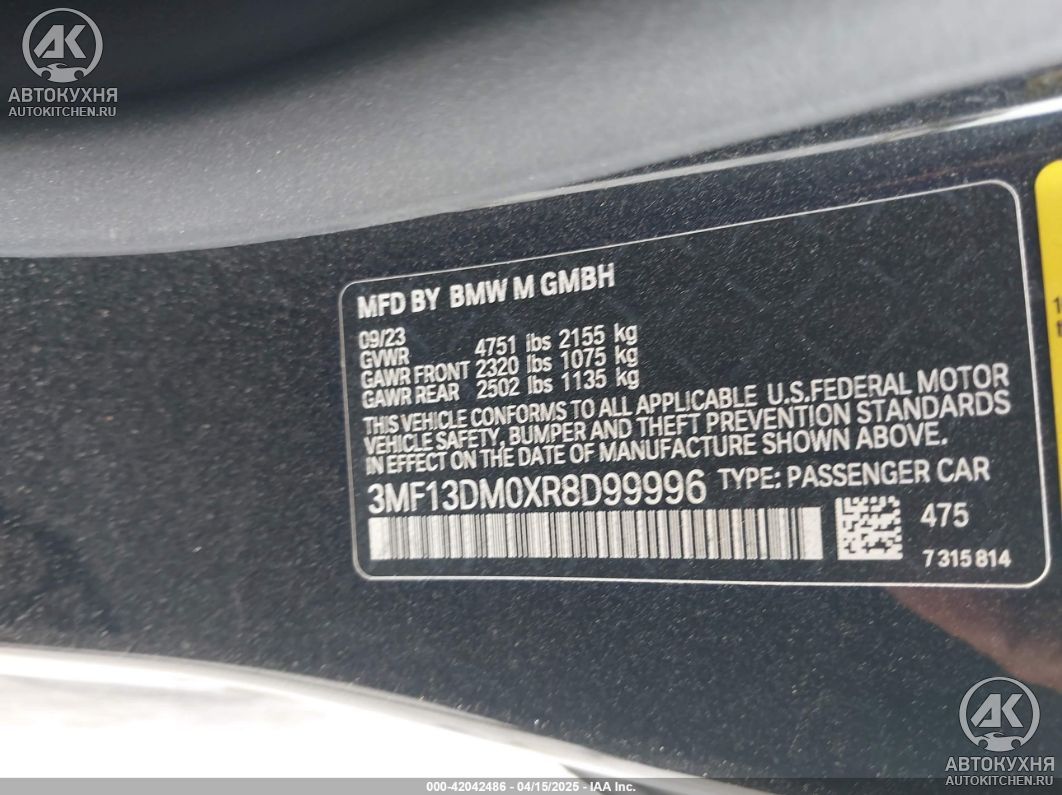 AK
АВТОКУХНЯ
AUTOKITCHEN.RU
MFD BY BMW M GMBH
09/23
GVWR 4751 lbs 2155 kg
GAWR FRONT 2320 lbs 1075 kg
GAWR REAR 2502 lbs 1135 kg
THIS VEHICLE CONFORMS TO ALL APPLICABLE U.S.FEDERAL MOTOR
VEHICLE SAFETY, BUMPER AND THEFT PREVENTION STANDARDS
IN EFFECT ON THE DATE OF MANUFACTURE SHOWN ABOVE.
3MF13DM0XR8D99996 TYPE: PASSENGER CAR
475
7315814
AK
АВТОКУХНЯ
AUTOKITCHEN.RU
000-42042486 - 04/15/2025 - IAA Inc.